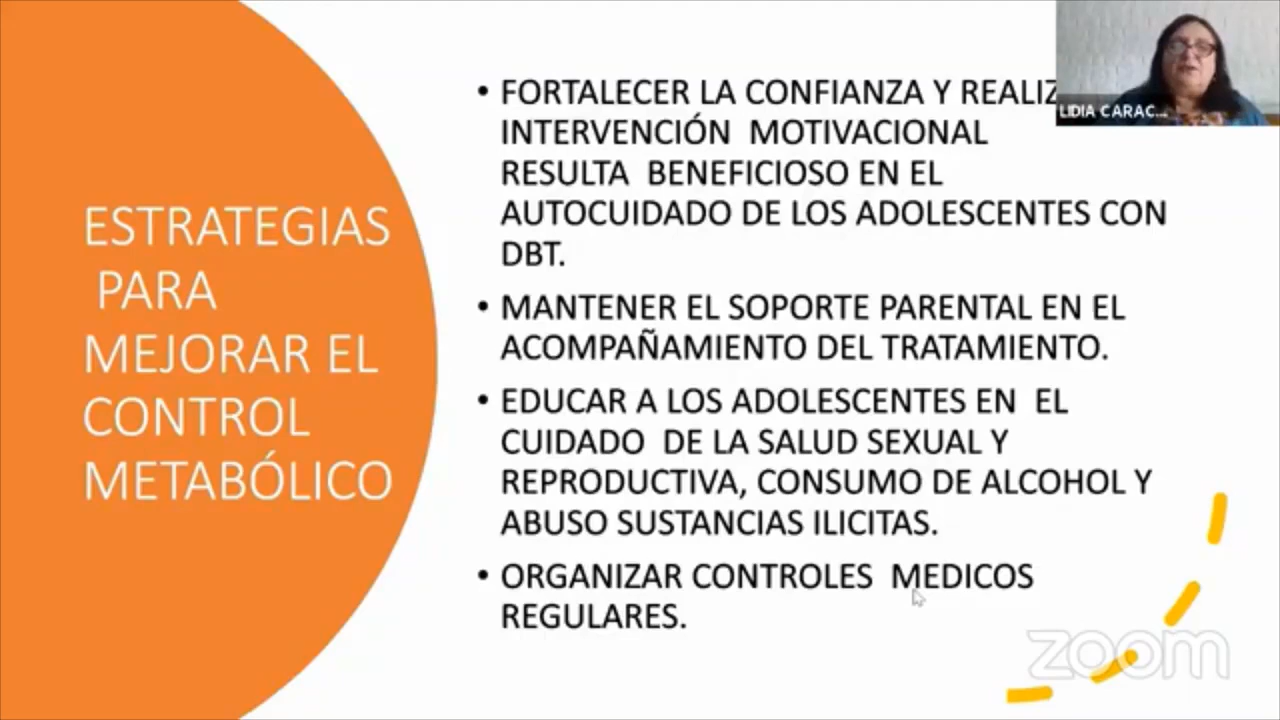 ESTRATEGIAS
PARA
MEJORAR EL
CONTROL
METABÓLICO
• FORTALECER LA CONFIANZA Y
INTERVENCIÓN MOTIVACIONAL
RESULTA BENEFICIOSO EN EL
AUTOCUIDADO DE LOS ADOLESCENTES CON
DBT.
• MANTENER EL SOPORTE PARENTAL EN EL
ACOMPAÑAMIENTO DEL TRATAMIENTO.
• EDUCAR A LOS ADOLESCENTES EN EL
CUIDADO DE LA SALUD SEXUAL Y
REPRODUCTIVA, CONSUMO DE ALCOHOL Y
ABUSO SUSTANCIAS ILICITAS.
• ORGANIZAR CONTROLES MEDICOS
REGULARES.
LIDIA CARAC...
zoom